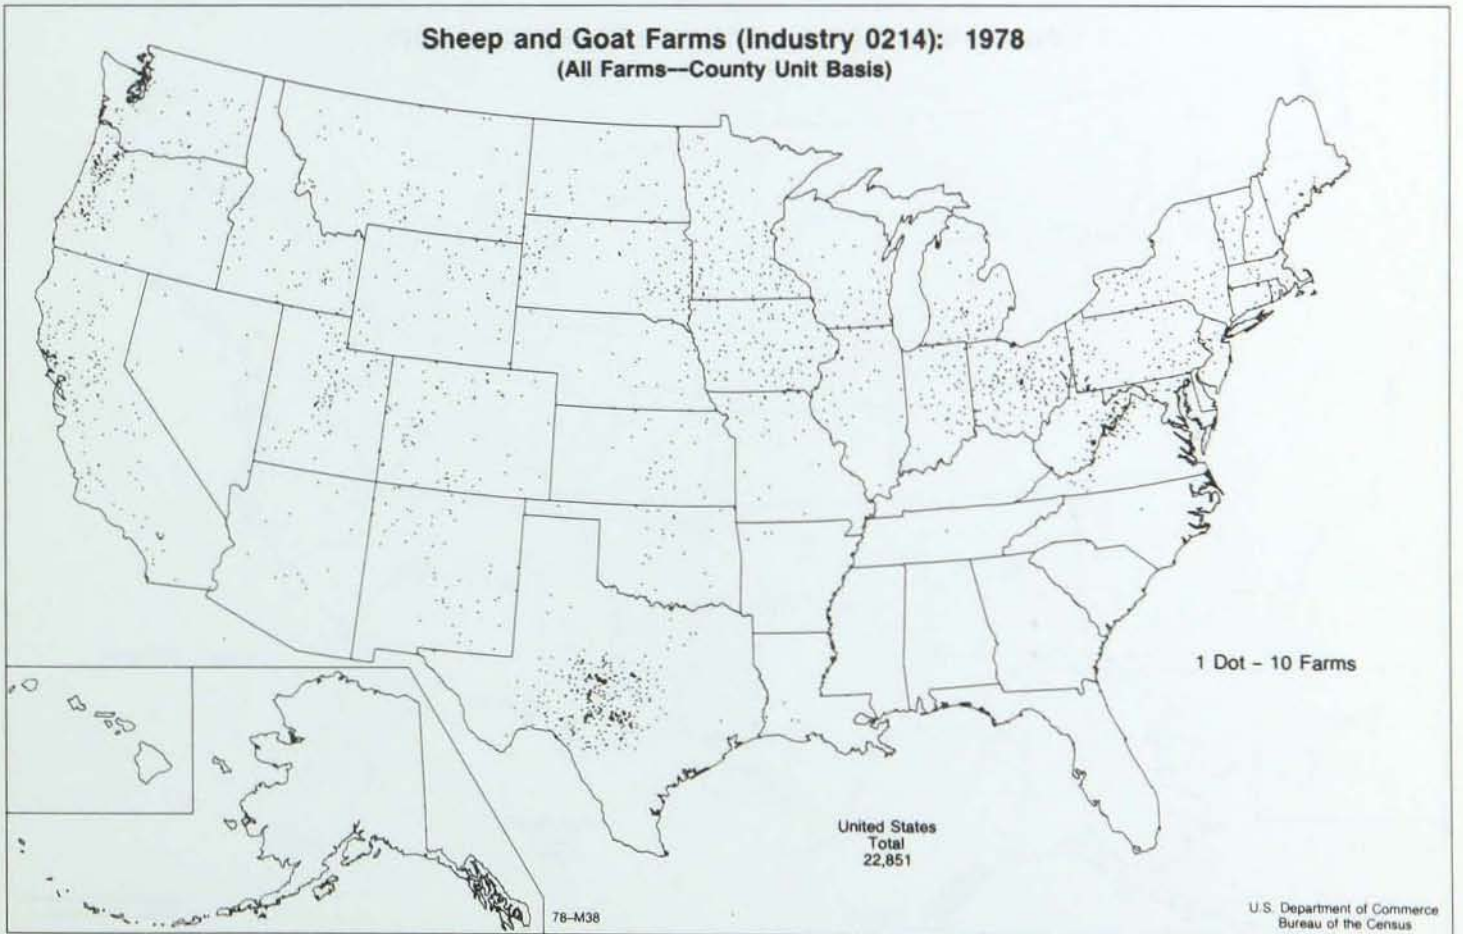 Sheep and Goat Farms (Industry 0214): 1978
(All Farms--County Unit Basis)
1 Dot - 10 Farms
United States
Total
22,851
78-M38
U.S. Department of Commerce
Bureau of the Census